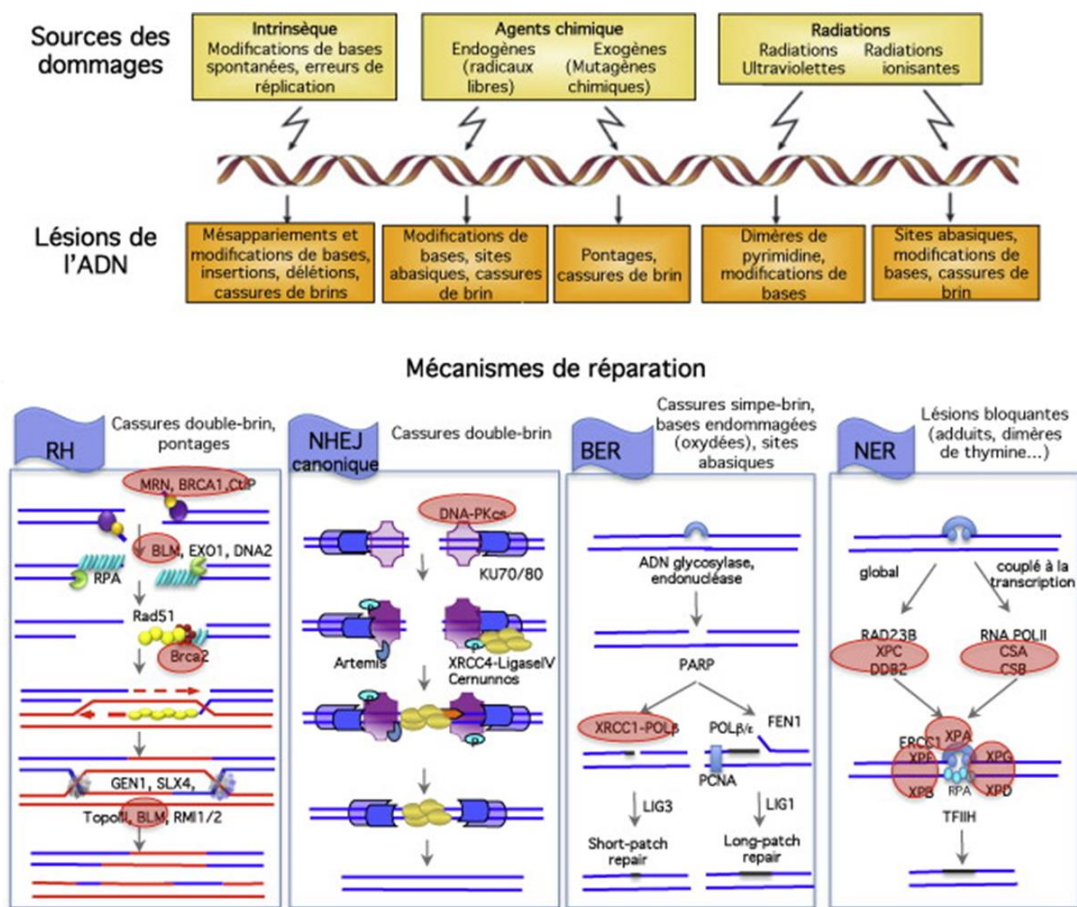 Sources des
dommages
Intrinsèque
Modifications de bases
spontanées, erreurs de
réplication
Agents chimique
Endogènes Exogènes
(radicaux (Mutagènes
libres) chimiques)
Radiations
Radiations Radiations
Ultraviolettes ionisantes
Lésions de
l'ADN
Mésappariements et
modifications de bases,
insertions, délétions,
cassures de brins
Modifications de
bases, sites
abasiques, cassures
de brin
Pontages,
cassures de brin
Dimères de
pyrimidine,
modifications de
bases
Sites abasiques,
modifications de
bases, cassures de
brin
Mécanismes de réparation
RH
Cassures double-brin,
pontages
MRN, BRCA1,CtIP
BLM, EXO1, DNA2
RPA
Rad51
Brca2
GEN1, SLX4,
BLM, RMI1/2
NHEJ
canonique
Cassures double-brin
DNA-PKcs
KU70/80
P
P
Artemis
XRCC4-LigaseIV
Cernunnos
P
P
BER
Cassures simpe-brin,
bases endommagées
(oxydées), sites
abasiques
ADN glycosylase,
endonucléase
PARP
XRCC1-POLβ
POLβ/ε
FEN1
PCNA
LIG3
LIG1
Short-patch
repair
Long-patch
repair
NER
Lésions bloquantes
(adduits, dimères
de thymine...)
global
couplé à la
transcription
RAD23B
XPC
DDB2
RNA POLII
CSA
CSB
ERCC1
XPA
XPF
XPG
XPB
RPA
XPD
TFIIH